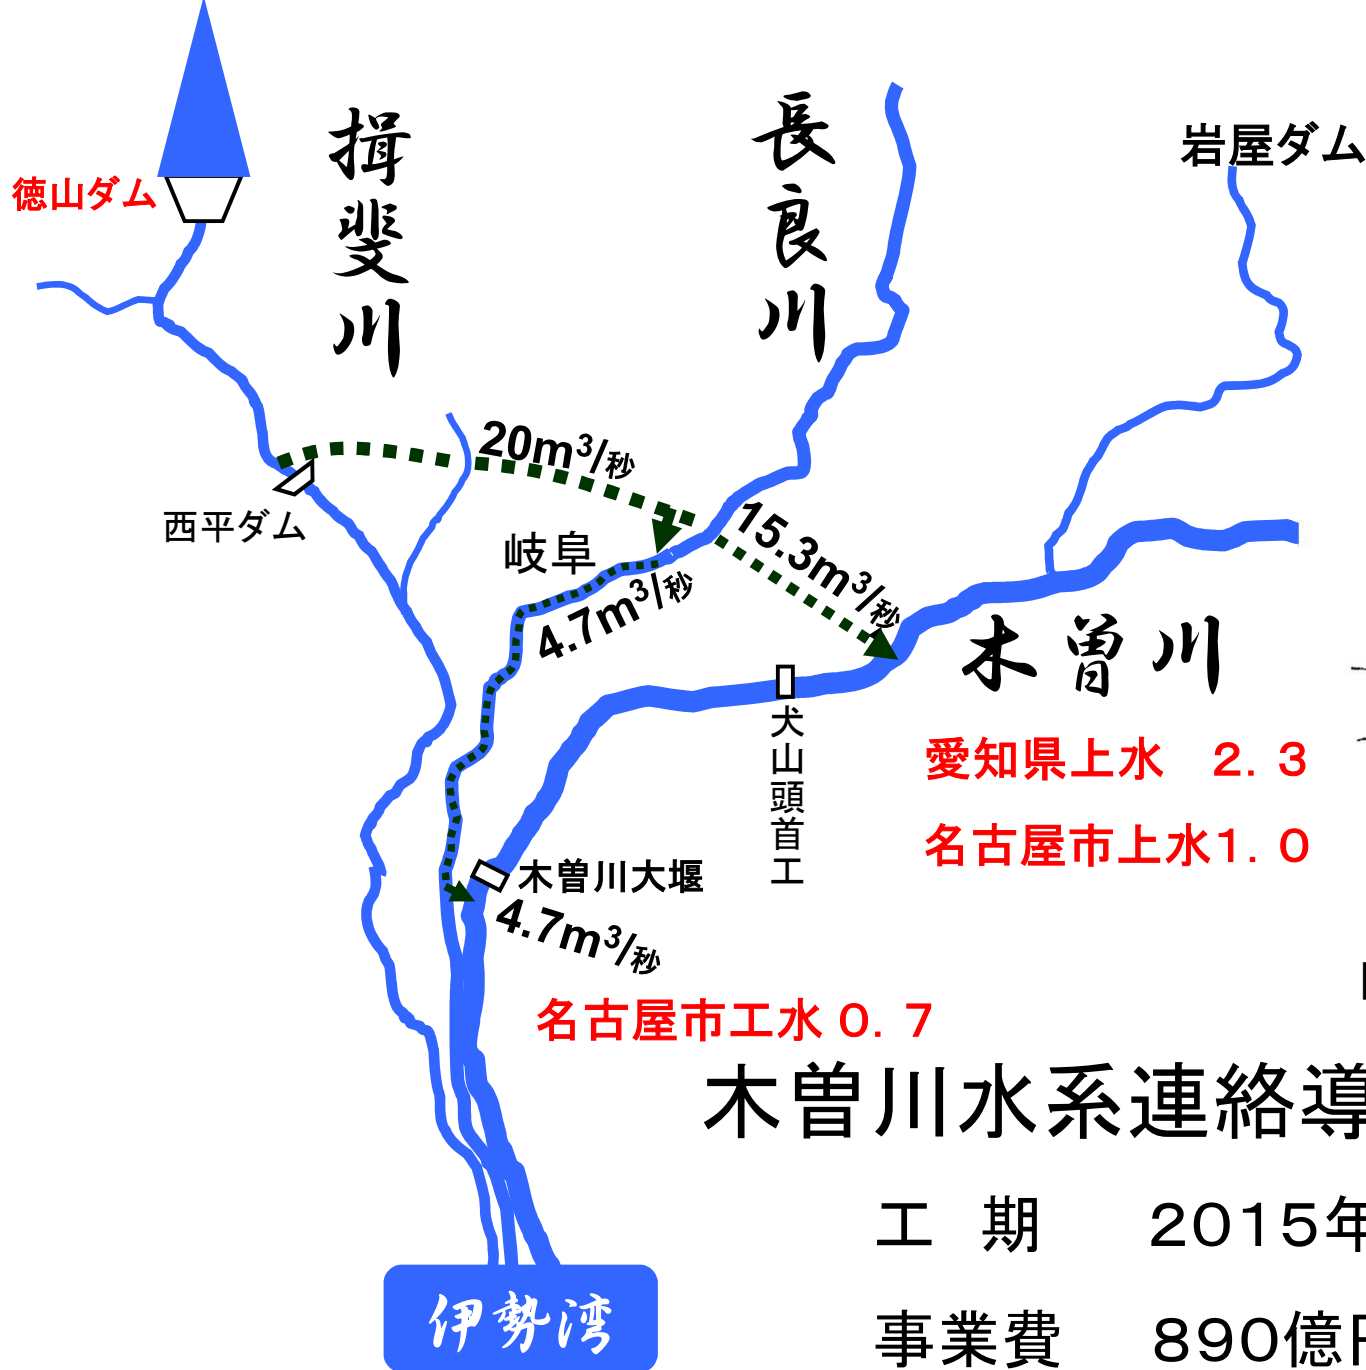 揖斐川
長良川
岩屋ダム
徳山ダム
20m³/秒
西平ダム
岐阜
15.3m³/秒
4.7m³/秒
木曽川
犬山頭首工
愛知県上水　２．３
名古屋市上水１．０
木曽川大堰
4.7m³/秒
名古屋市工水０．７
木曽川水系連絡導
工　期　　２０１５年
事業費　　８９０億
伊勢湾